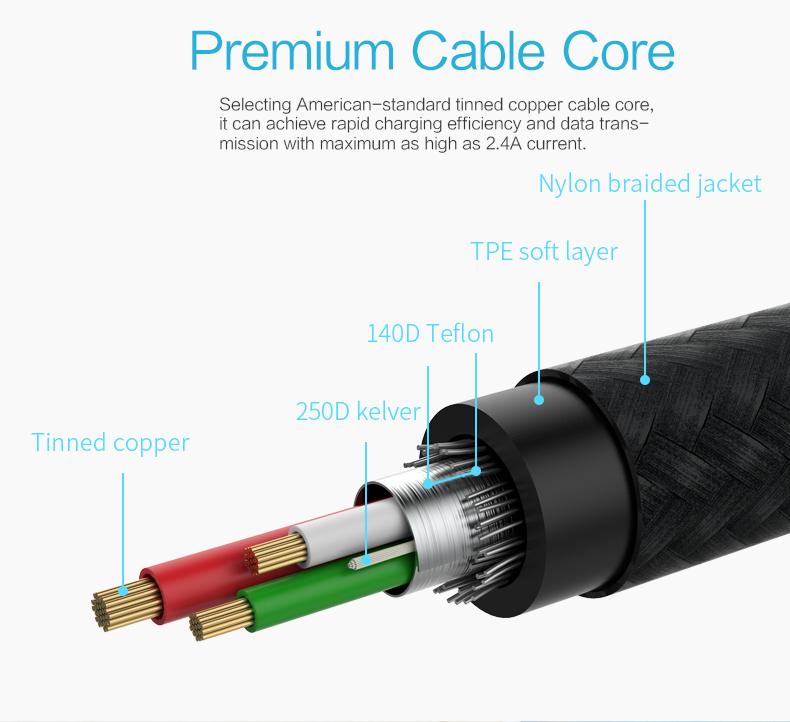 Premium Cable Core
Selecting American-standard tinned copper cable core,
it can achieve rapid charging efficiency and data trans-
mission with maximum as high as 2.4A current.
Nylon braided jacket
TPE soft layer
140D Teflon
250D kelver
Tinned copper